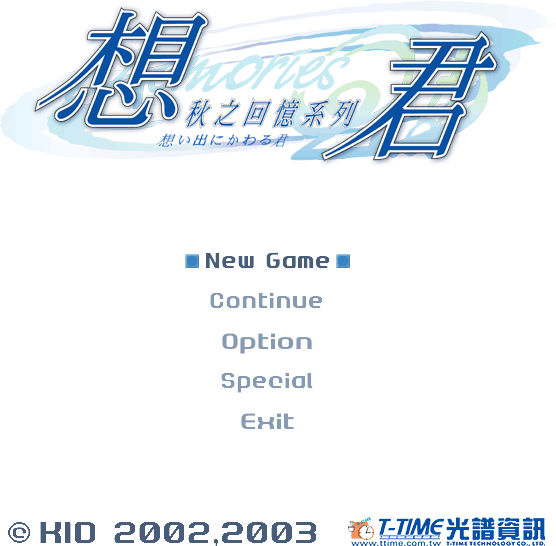 想君
Memories
秋之回憶系列
想い出にかわる君
New Game
Continue
Option
Special
Exit
© KID 2002,2003
T-TIME 光譜資訊
www.ttime.com.tw T-TIME TECHNOLOGY CO., LTD.